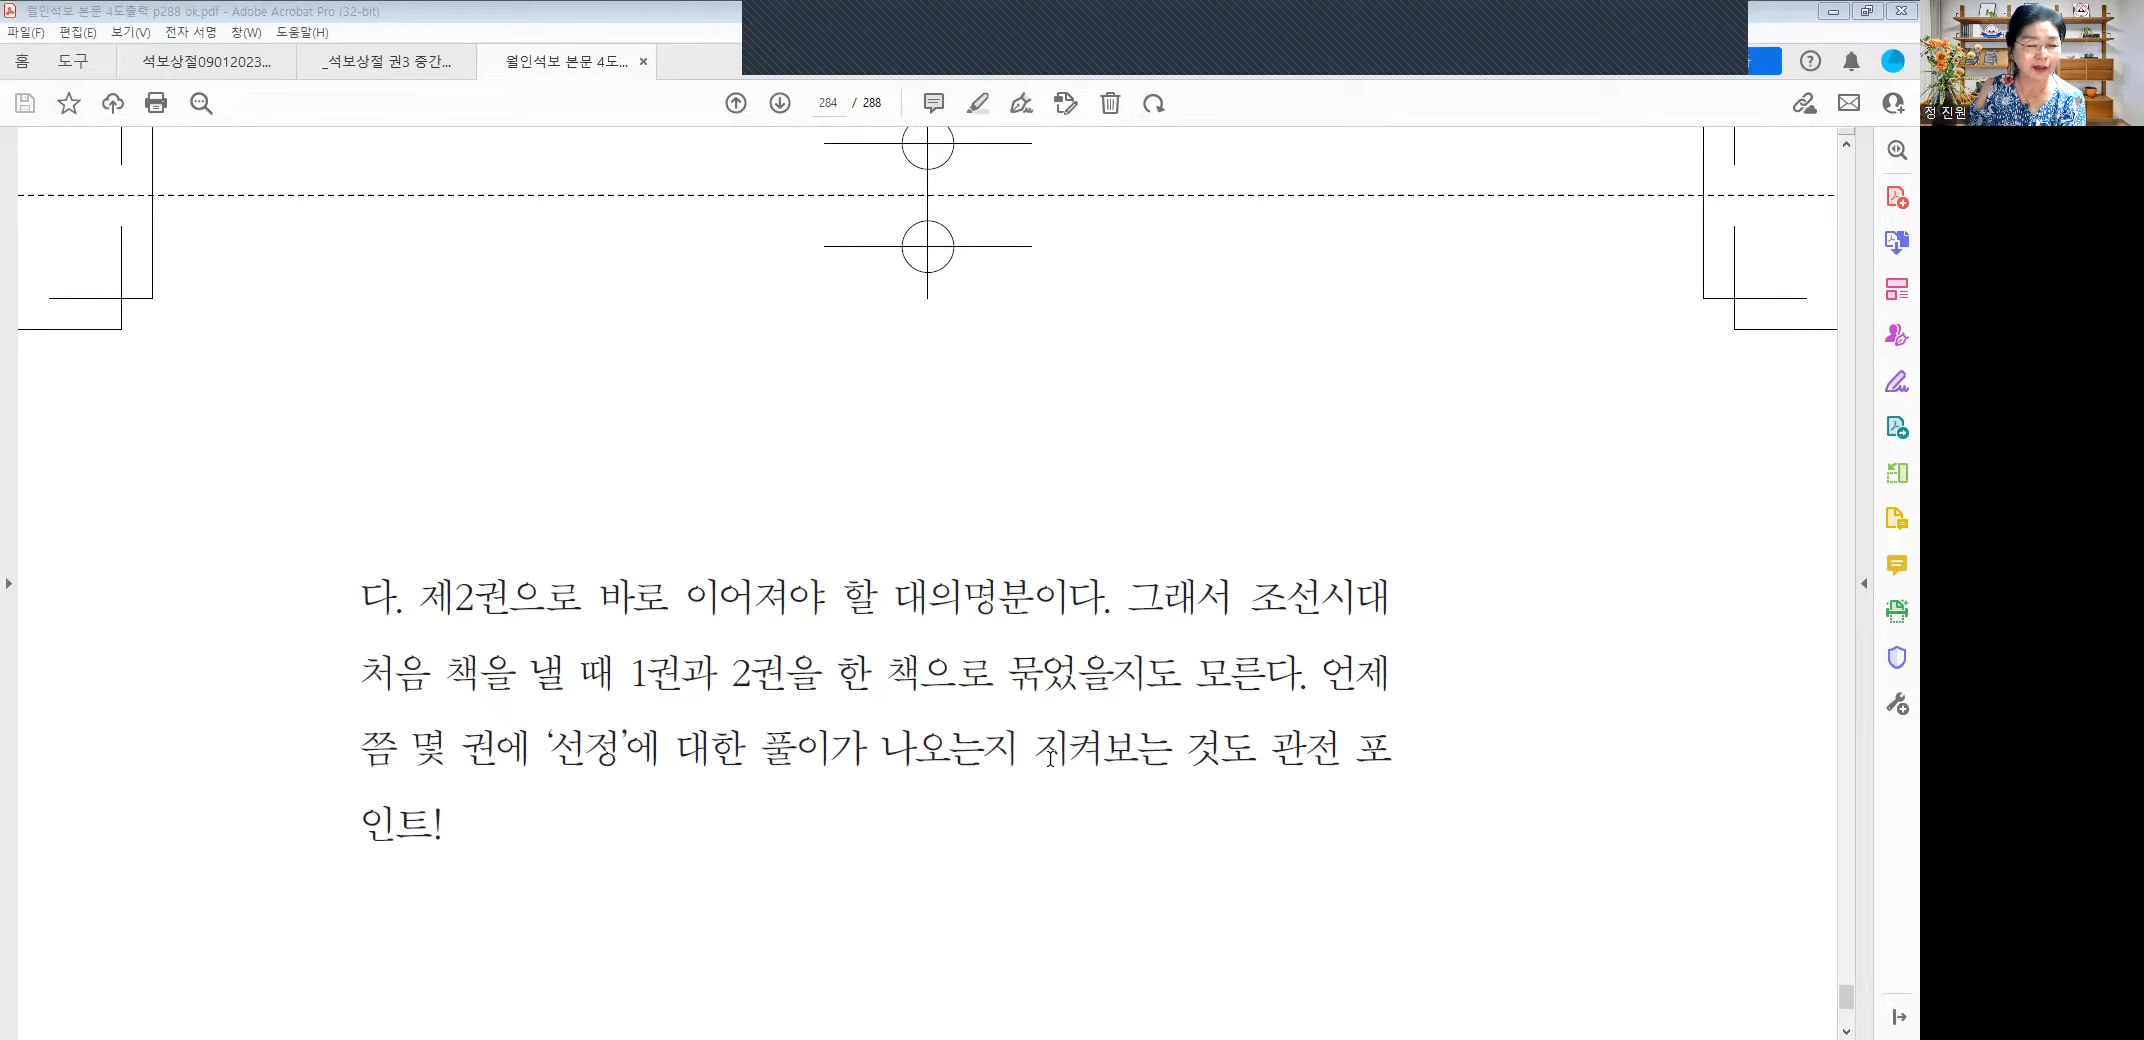 월인석보 본문 4도출력 p288 ok.pdf - Adobe Acrobat Pro (32-bit)
파일(F) 편집(E) 보기(V) 전자 서명 창(W) 도움말(H)
홈 도구 석보상절09012023... _석보상절 권3 중간... 월인석보 본문 4도... ×
284 / 288
정 진원
다. 제2권으로 바로 이어져야 할 대의명분이다. 그래서 조선시대
처음 책을 낼 때 1권과 2권을 한 책으로 묶었을지도 모른다. 언제
쯤 몇 권에 ‘선정’에 대한 풀이가 나오는지 지켜보는 것도 관전 포
인트!